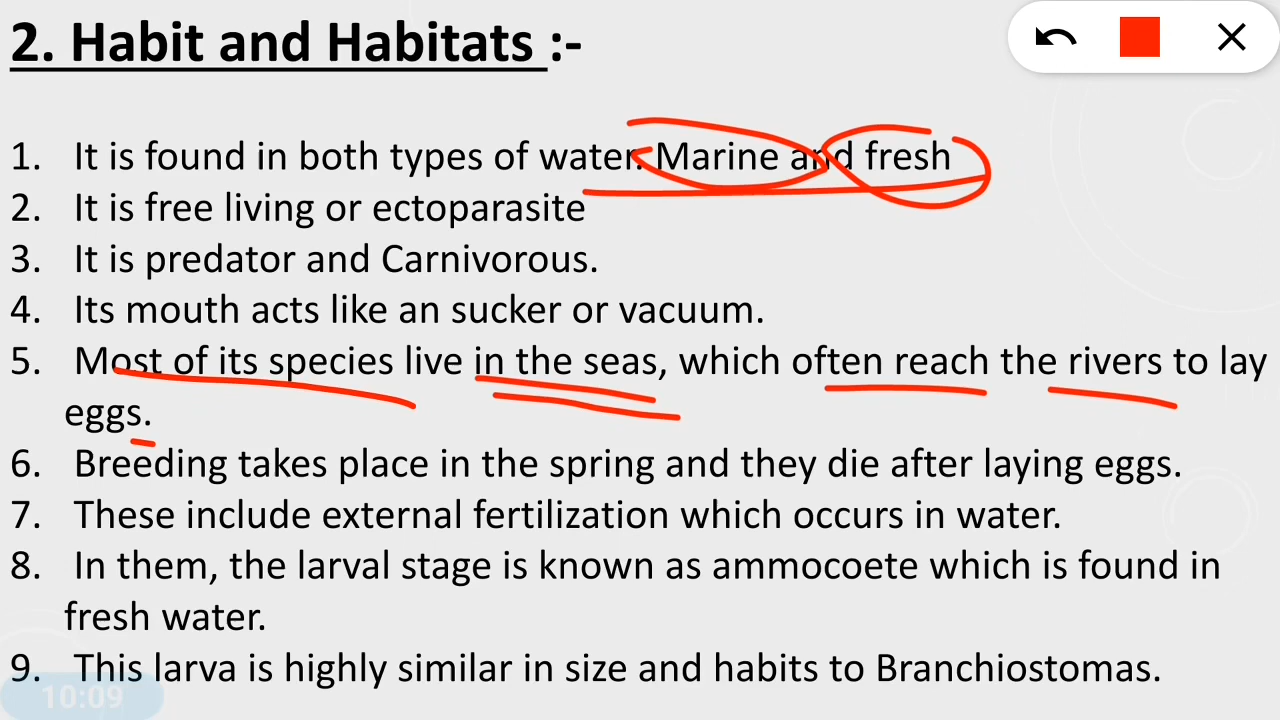 2. Habit and Habitats :-
1. It is found in both types of water. Marine and fresh
2. It is free living or ectoparasite
3. It is predator and Carnivorous.
4. Its mouth acts like an sucker or vacuum.
5. Most of its species live in the seas, which often reach the rivers to lay
eggs.
6. Breeding takes place in the spring and they die after laying eggs.
7. These include external fertilization which occurs in water.
8. In them, the larval stage is known as ammocoete which is found in
fresh water.
9. This larva is highly similar in size and habits to Branchiostomas.
10:09